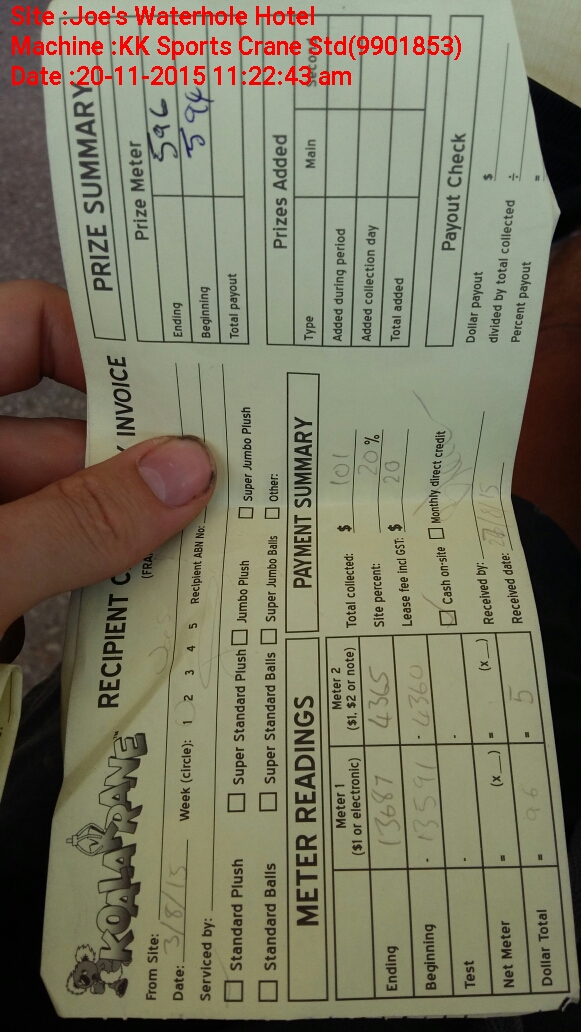 Site :Joe's Waterhole Hotel
Machine :KK Sports Crane Std(9901853)
Date :20-11-2015 11:22:43 am
KOALA KRANE™
RECIPIENT INVOICE
(FRA
From Site: Joes
Date: 3/8/15 Week (circle): 1 2 3 4 5 Recipient ABN No:
Serviced by:
Standard Plush Super Standard Plush Jumbo Plush Super Jumbo Plush
Standard Balls Super Standard Balls Super Jumbo Balls Other:
METER READINGS
Meter 1 ($1 or electronic) Meter 2 ($1, $2 or note)
Ending 13687 4365
Beginning - 13591 - 4360
Test - -
Net Meter = (x__) = (x__)
Dollar Total = 96 = 5
PAYMENT SUMMARY
Total collected: $ 101
Site percent: 20 %
Lease fee incl GST: $ 20
Cash on-site Monthly direct credit
Received by:
Received date:
PRIZE SUMMARY
Prize Meter
Ending 596
Beginning 594
Total payout
Prizes Added
Type Main Second
Added during period
Added collection day
Total added
Payout Check
Dollar payout $
divided by total collected ÷
Percent payout =